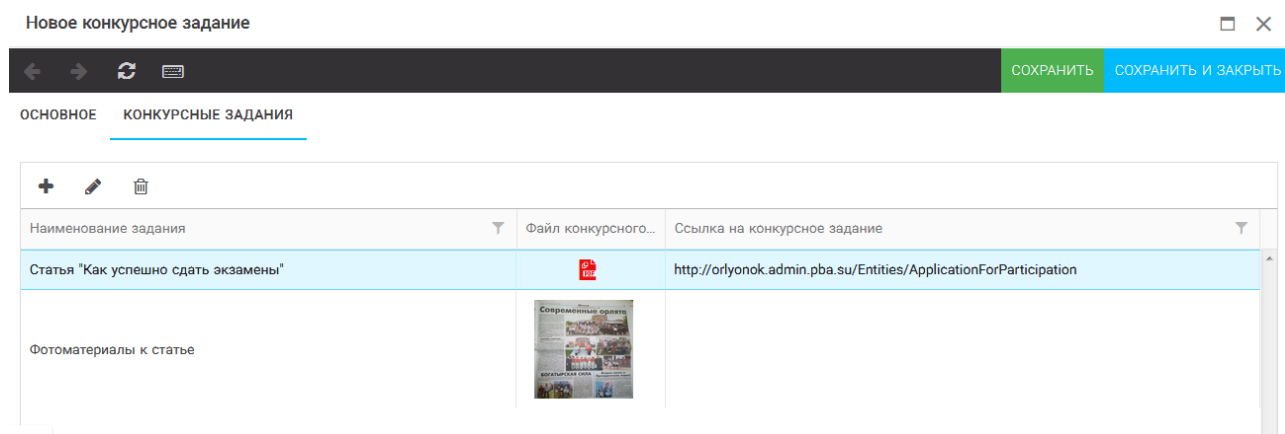 Новое конкурсное задание
СОХРАНИТЬ СОХРАНИТЬ И ЗАКРЫТЬ
ОСНОВНОЕ КОНКУРСНЫЕ ЗАДАНИЯ
Наименование задания Файл конкурсного... Ссылка на конкурсное задание
Статья "Как успешно сдать экзамены" http://orlyonok.admin.pba.su/Entities/ApplicationForParticipation
Современные орлята
Фотоматериалы к статье
БОГАТЫРСКАЯ СИЛА